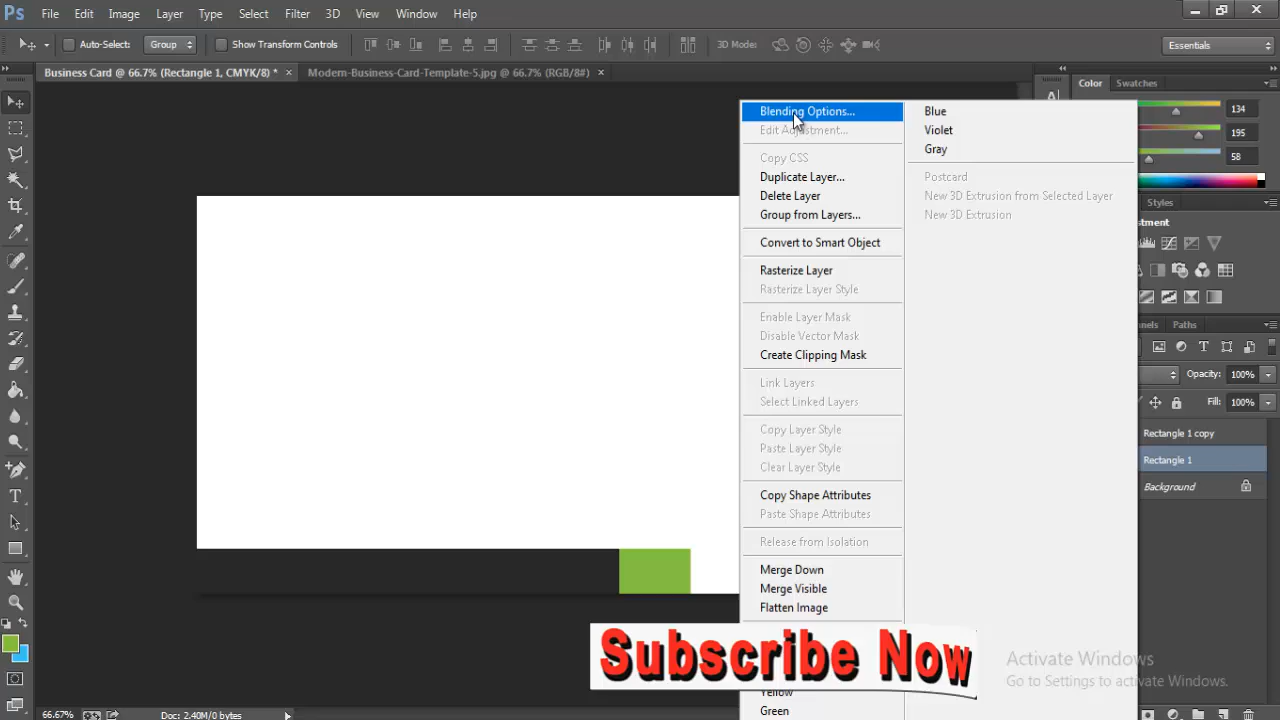 Ps File Edit Image Layer Type Select Filter 3D View Window Help
Auto-Select: Group Show Transform Controls 3D Modes: Essentials
Business Card @ 66.7% (Rectangle 1, CMYK/8) * × Modern-Business-Card-Template-5.jpg @ 66.7% (RGB/8#) ×
Color Swatches
134
195
58
Styles
Paths
Opacity: 100%
Fill: 100%
Rectangle 1 copy
Rectangle 1
Background
Blending Options...
Edit Adjustment...
Copy CSS
Duplicate Layer...
Delete Layer
Group from Layers...
Convert to Smart Object
Rasterize Layer
Rasterize Layer Style
Enable Layer Mask
Disable Vector Mask
Create Clipping Mask
Link Layers
Select Linked Layers
Copy Layer Style
Paste Layer Style
Clear Layer Style
Copy Shape Attributes
Paste Shape Attributes
Release from Isolation
Merge Down
Merge Visible
Flatten Image
Yellow
Green
Blue
Violet
Gray
Postcard
New 3D Extrusion from Selected Layer
New 3D Extrusion
Subscribe Now
Activate Windows
Go to Settings to activate Windows.
66.67% Doc: 2.40M/0 bytes